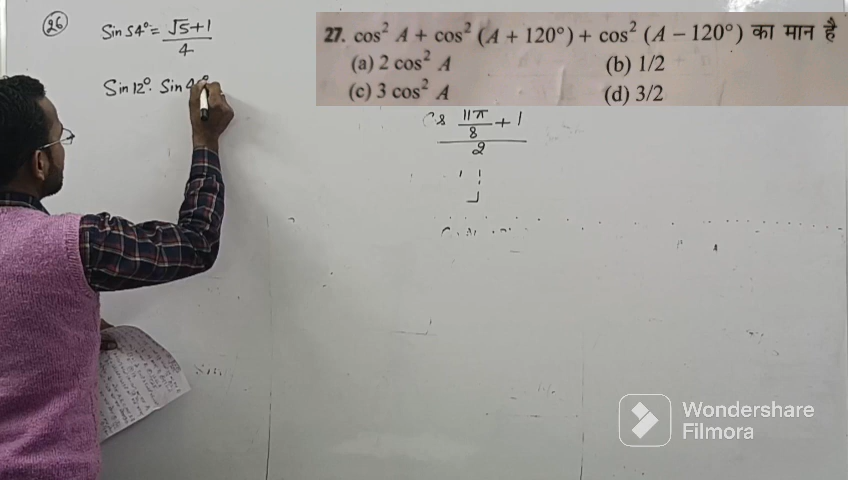 26
Sin 54° = √5+1 / 4
Sin 12° · Sin
27. cos² A + cos² (A + 120°) + cos² (A − 120°) का मान है
(a) 2 cos² A (b) 1/2
(c) 3 cos² A (d) 3/2
11π / 8 + 1
2
Wondershare
Filmora